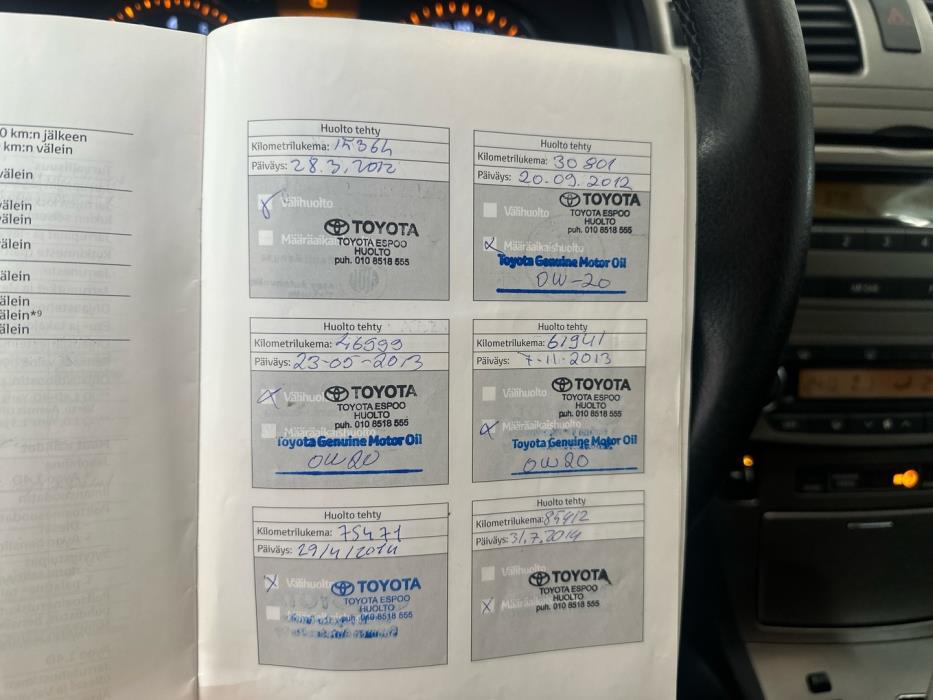 0 km:n jälkeen
km:n välein
välein
välein
välein
älein
älein
älein
älein*9
älein
Huolto tehty
Kilometrilukema: 15364
Päiväys: 28.3.2012
Välihuolto
Määräaikai
TOYOTA
TOYOTA ESPOO
HUOLTO
puh. 010 8518 555
Huolto tehty
Kilometrilukema: 30 801
Päiväys: 20.09.2012
Välihuolto
TOYOTA
TOYOTA ESPOO
HUOLTO
puh. 010 8518 555
Määräaikaishuolto
Toyota Genuine Motor Oil
0W-20
Huolto tehty
Kilometrilukema: 46599
Päiväys: 23-05-2013
Välihuo
TOYOTA
TOYOTA ESPOO
HUOLTO
puh. 010 8518 555
Määräaikaishuolto
Toyota Genuine Motor Oil
0W20
Huolto tehty
Kilometrilukema: 61941
Päiväys: 7-11-2013
Välihuolto
TOYOTA
TOYOTA ESPOO
HUOLTO
puh. 010 8518 555
Määräaikaishuolto
Toyota Genuine Motor Oil
0W20
Huolto tehty
Kilometrilukema: 75471
Päiväys: 29/4/2014
Välihuolto
TOYOTA
TOYOTA ESPOO
HUOLTO
puh. 010 8518 555
Huolto tehty
Kilometrilukema: 85412
Päiväys: 31.7.2014
Välihuolto
TOYOTA
TOYOTA ESPOO
HUOLTO
puh. 010 8518 555